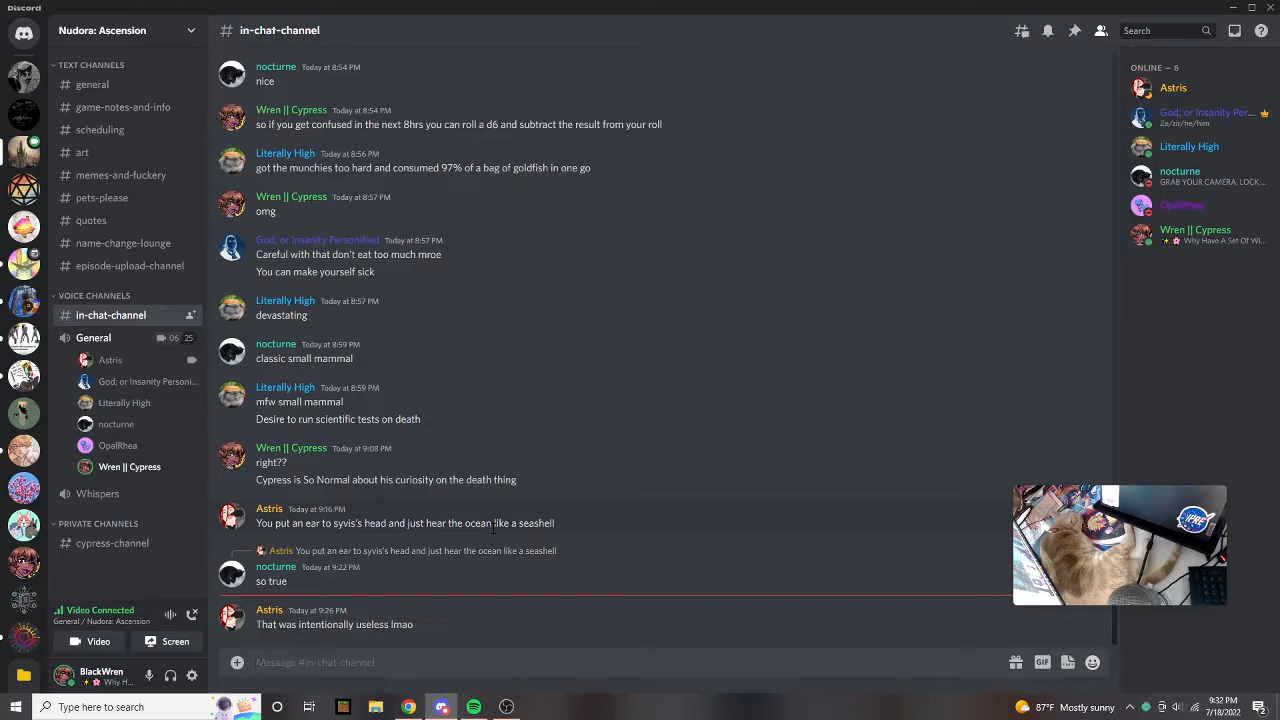 Discord
Nudora: Ascension
TEXT CHANNELS
# general
# game-notes-and-info
# scheduling
# art
# memes-and-fuckery
# pets-please
# quotes
# name-change-lounge
# episode-upload-channel
VOICE CHANNELS
# in-chat-channel
General
06 25
Astris
God; or Insanity Personi...
Literally High
nocturne
OpalRhea
Wren || Cypress
Whispers
PRIVATE CHANNELS
# cypress-channel
Video Connected
General / Nudora: Ascension
Video
Screen
BlackWren
Why H...
# in-chat-channel
Search
nocturne Today at 8:54 PM
nice
Wren || Cypress Today at 8:54 PM
so if you get confused in the next 8hrs you can roll a d6 and subtract the result from your roll
Literally High Today at 8:56 PM
got the munchies too hard and consumed 97% of a bag of goldfish in one go
Wren || Cypress Today at 8:57 PM
omg
God; or Insanity Personified Today at 8:57 PM
Careful with that don't eat too much mroe
You can make yourself sick
Literally High Today at 8:57 PM
devastating
nocturne Today at 8:59 PM
classic small mammal
Literally High Today at 8:59 PM
mfw small mammal
Desire to run scientific tests on death
Wren || Cypress Today at 9:08 PM
right??
Cypress is So Normal about his curiosity on the death thing
Astris Today at 9:16 PM
You put an ear to syvis's head and just hear the ocean like a seashell
Astris You put an ear to syvis's head and just hear the ocean like a seashell
nocturne Today at 9:22 PM
so true
Astris Today at 9:26 PM
That was intentionally useless lmao
Message #in-chat-channel
GIF
ONLINE — 6
Astris
God; or Insanity Per...
Ze/zir/he/him
Literally High
nocturne
GRAB YOUR CAMERA, LOCK ...
OpalRhea
Wren || Cypress
Why Have A Set Of Wi...
Type here to search
87°F Mostly sunny
9:32 PM
7/18/2022
2